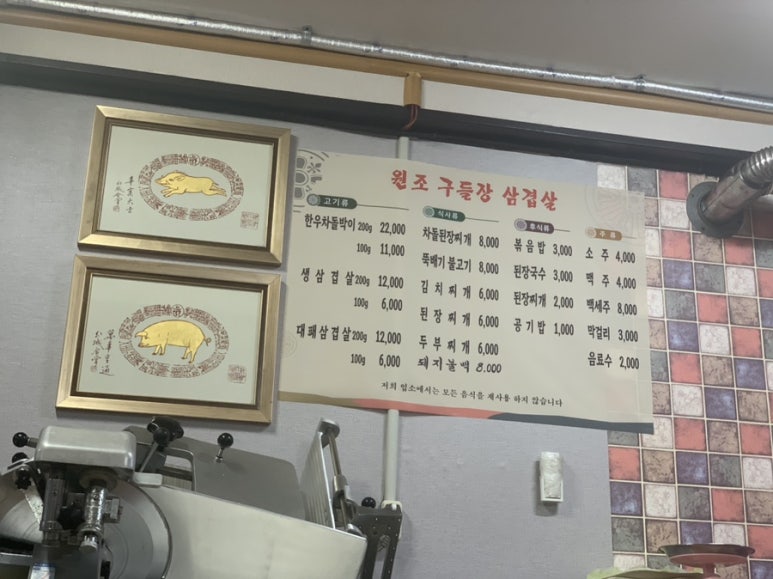 원조 구들장 삼겹살
고기류
한우차돌박이 200g 22,000
100g 11,000
생삼겹살 200g 12,000
100g 6,000
대패삼겹살 200g 12,000
100g 6,000
식사류
차돌된장찌개 8,000
뚝배기 불고기 8,000
김치찌개 6,000
된장찌개 6,000
두부찌개 6,000
돼지불백 8.000
후식류
볶음밥 3,000
된장국수 3,000
된장찌개 2,000
공기밥 1,000
주류
소주 4,000
맥주 4,000
백세주 8,000
막걸리 3,000
음료수 2,000
저희 업소에서는 모든 음식을 재사용 하지 않습니다